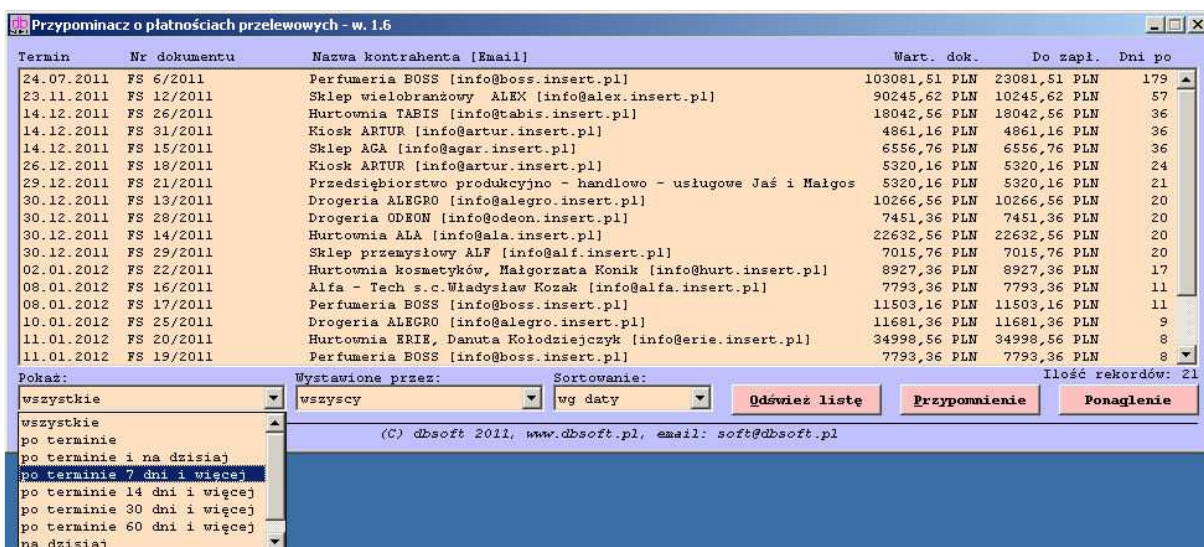 Przypominacz o płatnościach przelewowych - w. 1.6
Termin Nr dokumentu Nazwa kontrahenta [Email] Wart. dok. Do zapł. Dni po
24.07.2011 FS 6/2011 Perfumeria BOSS [info@boss.insert.pl] 103081,51 PLN 23081,51 PLN 179
23.11.2011 FS 12/2011 Sklep wielobranżowy ALEX [info@alex.insert.pl] 90245,62 PLN 10245,62 PLN 57
14.12.2011 FS 26/2011 Hurtownia TABIS [info@tabis.insert.pl] 18042,56 PLN 18042,56 PLN 36
14.12.2011 FS 31/2011 Kiosk ARTUR [info@artur.insert.pl] 4861,16 PLN 4861,16 PLN 36
14.12.2011 FS 15/2011 Sklep AGA [info@agar.insert.pl] 6556,76 PLN 6556,76 PLN 36
26.12.2011 FS 18/2011 Kiosk ARTUR [info@artur.insert.pl] 5320,16 PLN 5320,16 PLN 24
29.12.2011 FS 21/2011 Przedsiębiorstwo produkcyjno - handlowo - usługowe Jaś i Małgos 5320,16 PLN 5320,16 PLN 21
30.12.2011 FS 13/2011 Drogeria ALEGRO [info@alegro.insert.pl] 10266,56 PLN 10266,56 PLN 20
30.12.2011 FS 28/2011 Drogeria ODEON [info@odeon.insert.pl] 7451,36 PLN 7451,36 PLN 20
30.12.2011 FS 14/2011 Hurtownia ALA [info@ala.insert.pl] 22632,56 PLN 22632,56 PLN 20
30.12.2011 FS 29/2011 Sklep przemysłowy ALF [info@alf.insert.pl] 7015,76 PLN 7015,76 PLN 20
02.01.2012 FS 22/2011 Hurtownia kosmetyków, Małgorzata Konik [info@hurt.insert.pl] 8927,36 PLN 8927,36 PLN 17
08.01.2012 FS 16/2011 Alfa - Tech s.c.Władysław Kozak [info@alfa.insert.pl] 7793,36 PLN 7793,36 PLN 11
08.01.2012 FS 17/2011 Perfumeria BOSS [info@boss.insert.pl] 11503,16 PLN 11503,16 PLN 11
10.01.2012 FS 25/2011 Drogeria ALEGRO [info@alegro.insert.pl] 11681,36 PLN 11681,36 PLN 9
11.01.2012 FS 20/2011 Hurtownia ERIE, Danuta Kołodziejczyk [info@erie.insert.pl] 34998,56 PLN 34998,56 PLN 8
11.01.2012 FS 19/2011 Perfumeria BOSS [info@boss.insert.pl] 7793,36 PLN 7793,36 PLN 8
Pokaż: Wystawione przez: Sortowanie: Ilość rekordów: 21
wszystkie wszyscy wg daty Odśwież listę Przypomnienie Ponaglenie
(C) dbsoft 2011, www.dbsoft.pl, email: soft@dbsoft.pl
wszystkie
po terminie
po terminie i na dzisiaj
po terminie 7 dni i więcej
po terminie 14 dni i więcej
po terminie 30 dni i więcej
po terminie 60 dni i więcej
na dzisiaj